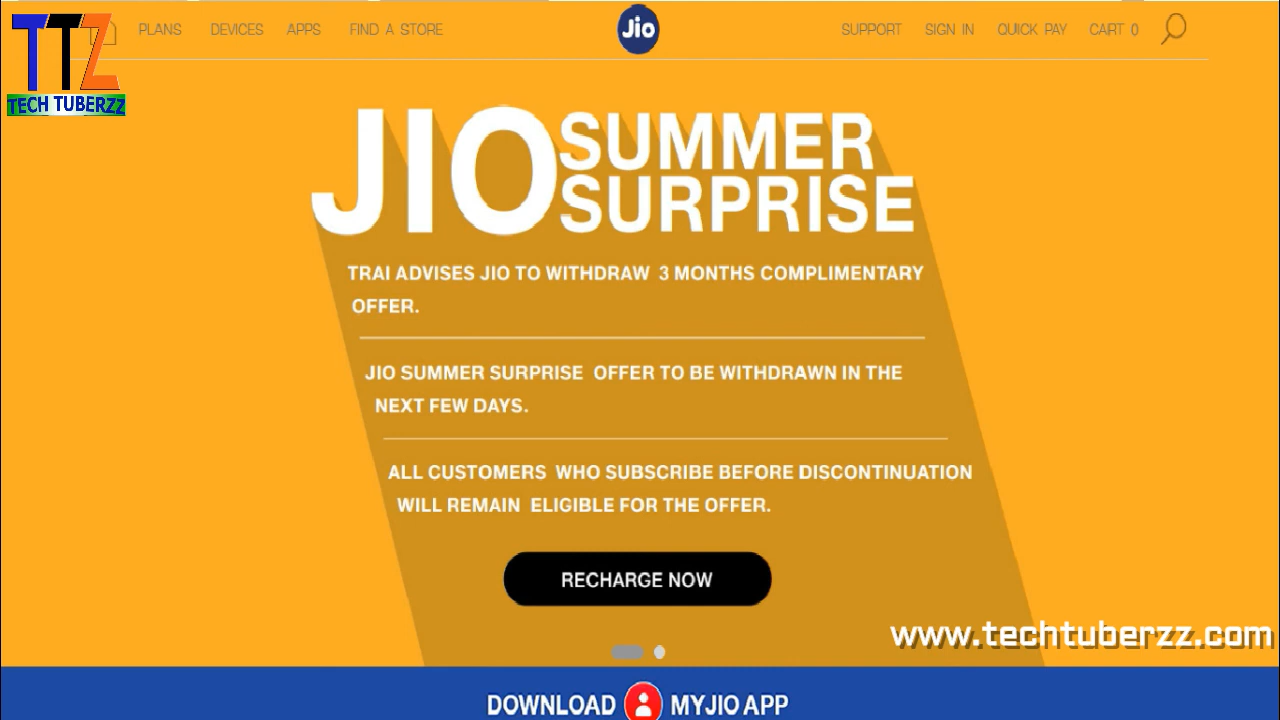 TTZ
TECH TUBERZZ
PLANS DEVICES APPS FIND A STORE Jio SUPPORT SIGN IN QUICK PAY CART 0
JIO SUMMER
SURPRISE
TRAI ADVISES JIO TO WITHDRAW 3 MONTHS COMPLIMENTARY
OFFER.
JIO SUMMER SURPRISE OFFER TO BE WITHDRAWN IN THE
NEXT FEW DAYS.
ALL CUSTOMERS WHO SUBSCRIBE BEFORE DISCONTINUATION
WILL REMAIN ELIGIBLE FOR THE OFFER.
RECHARGE NOW
www.techtuberzz.com
DOWNLOAD MYJIO APP